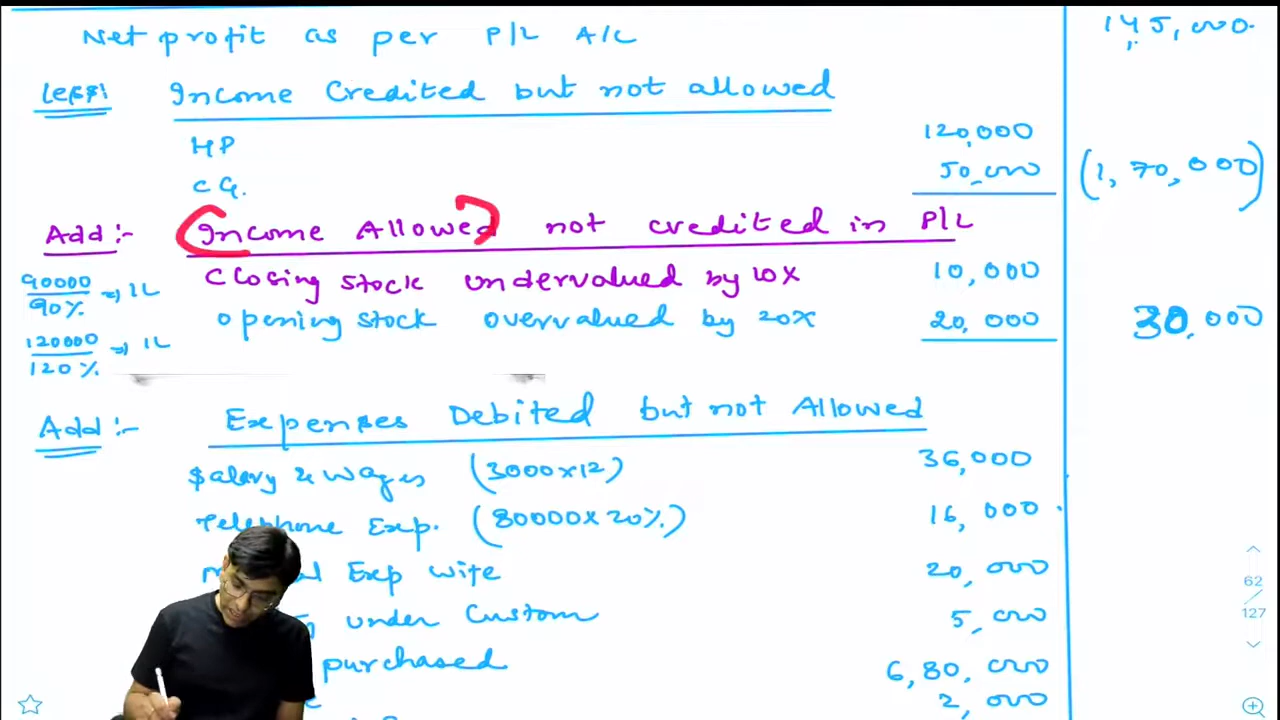 Net profit as per P/L A/C 145,000
Less:- Income Credited but not allowed
HP 120,000
C G. 50,000 (1,70,000)
Add:- Income Allowed not credited in P/L
90000/90% => 1L Closing stock undervalued by 10% 10,000
120000/120% => 1L opening stock overvalued by 20% 20,000 30,000
Add:- Expenses Debited but not Allowed
Salary & wages (3000x12) 36,000
Telephone Exp. (80000x20%) 16,000
Exp wife 20,000
under Custom 5,000
purchased 6,80,000
2,000
62
127